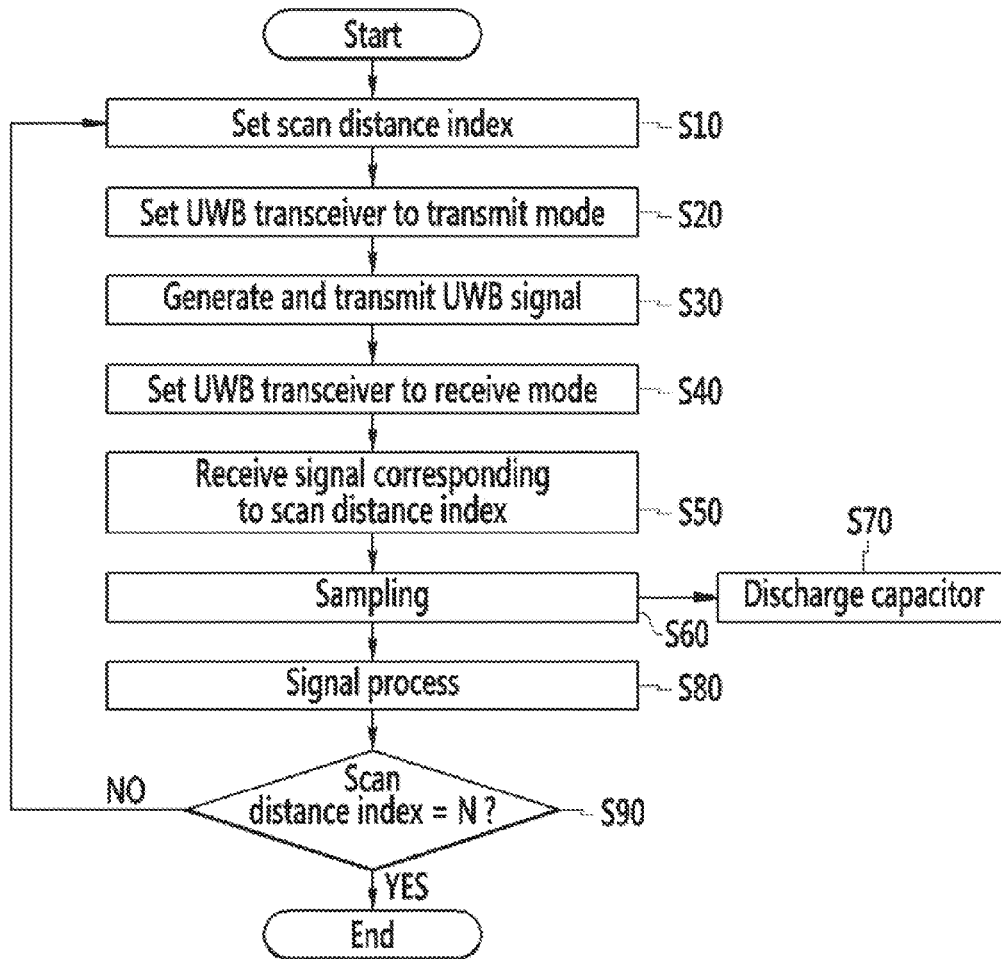 Start
Set scan distance index
S10
Set UWB transceiver to transmit mode
S20
Generate and transmit UWB signal
S30
Set UWB transceiver to receive mode
S40
Receive signal corresponding
to scan distance index
S50
S70
Sampling
S60
Discharge capacitor
Signal process
S80
Scan
distance index = N ?
NO
S90
YES
End